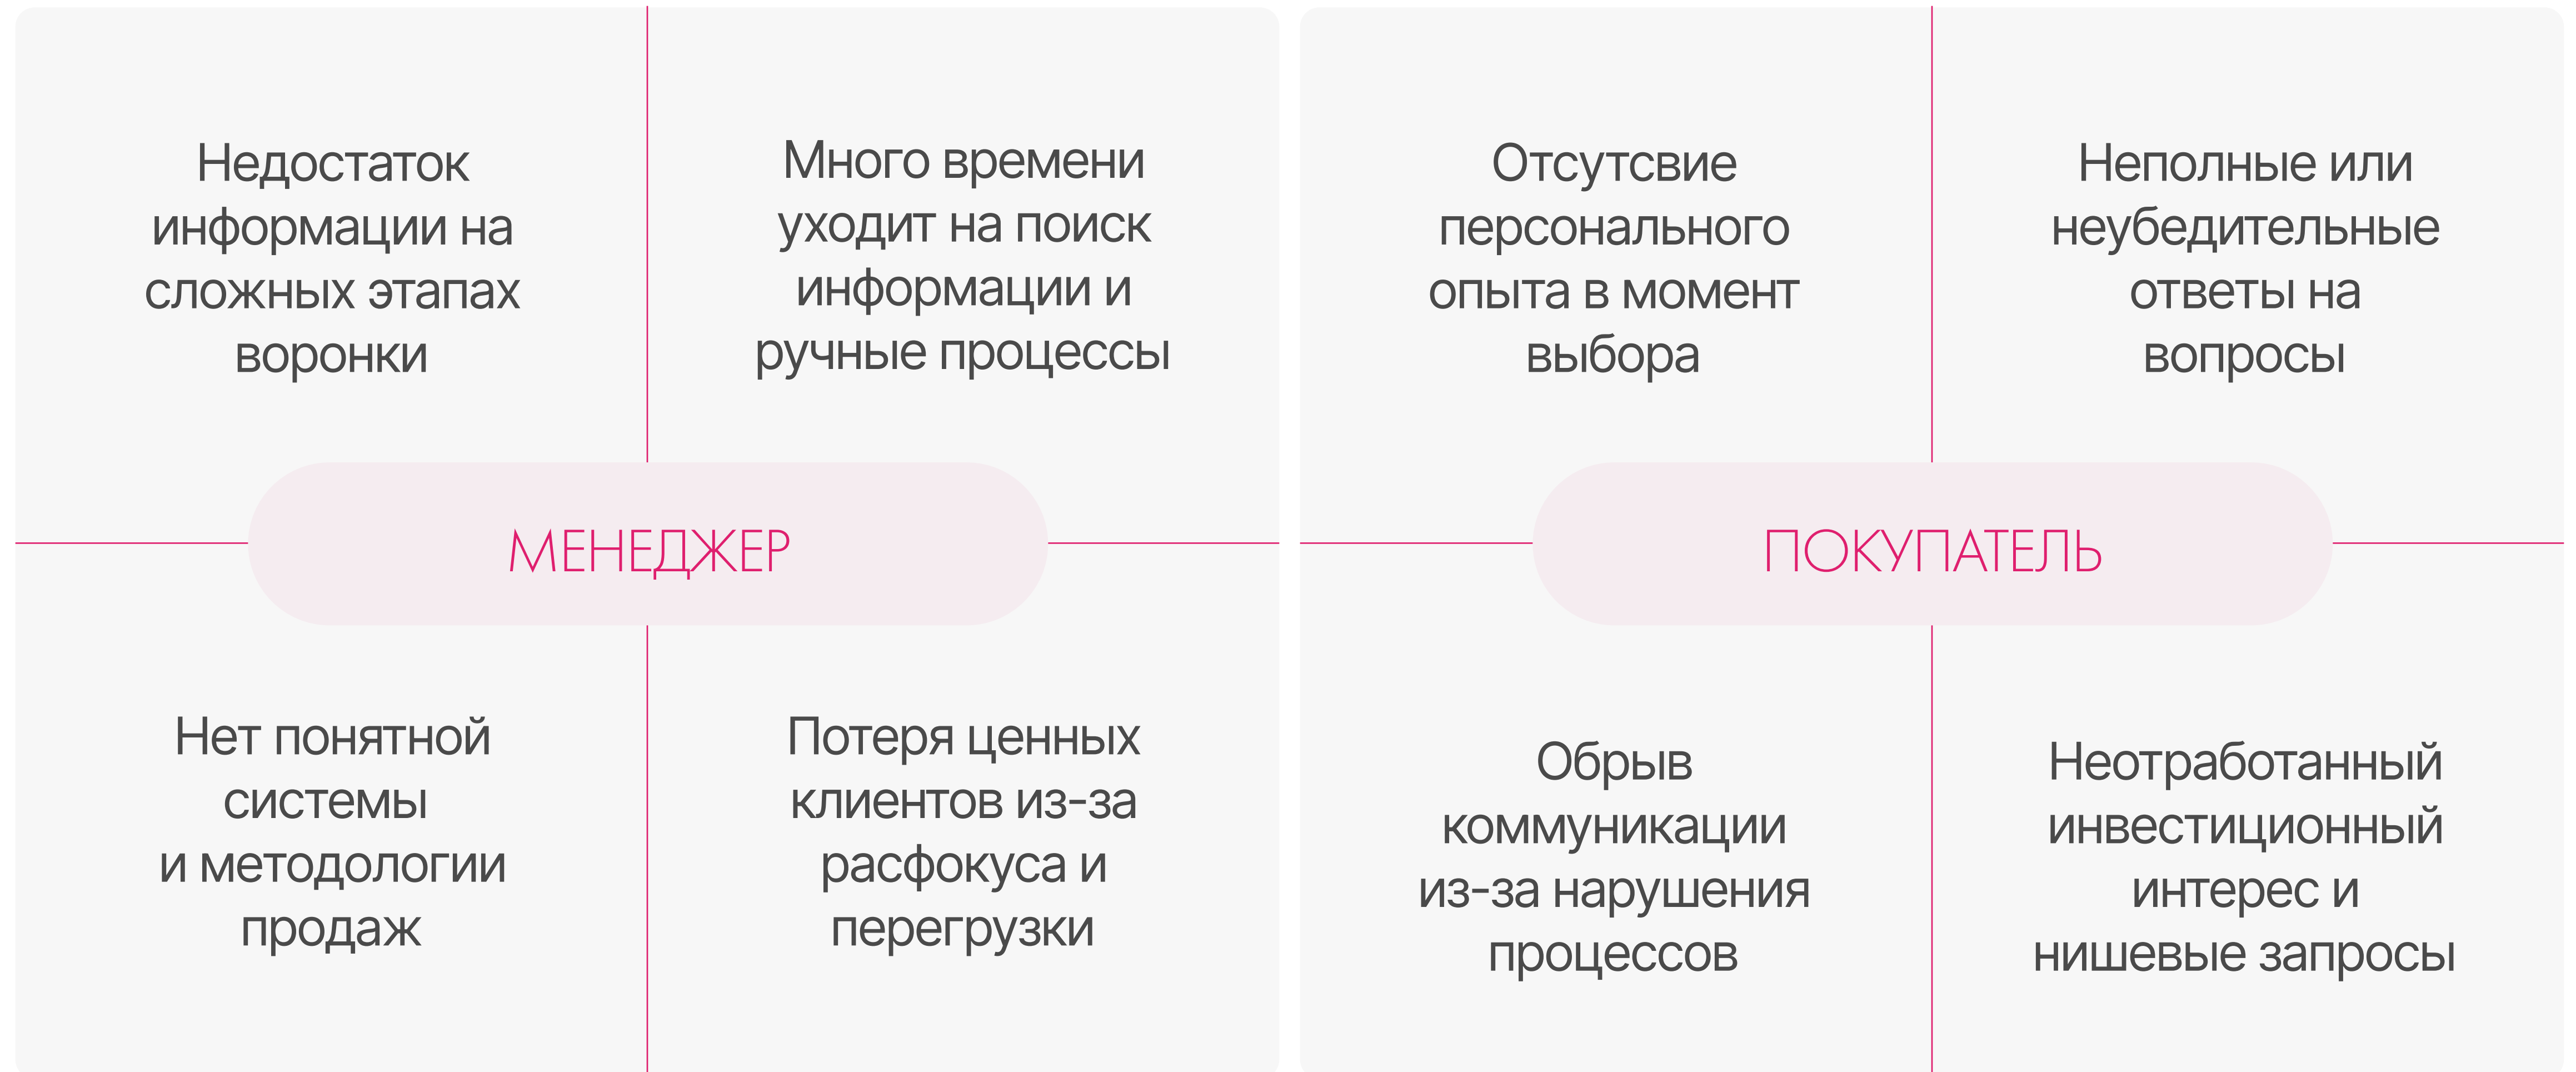 Недостаток
информации на
сложных этапах
воронки
Много времени
уходит на поиск
информации и
ручные процессы
МЕНЕДЖЕР
Нет понятной
системы
и методологии
продаж
Потеря ценных
клиентов из-за
расфокуса и
перегрузки
Отсутсвие
персонального
опыта в момент
выбора
Неполные или
неубедительные
ответы на
вопросы
ПОКУПАТЕЛЬ
Обрыв
коммуникации
из-за нарушения
процессов
Неотработанный
инвестиционный
интерес и
нишевые запросы